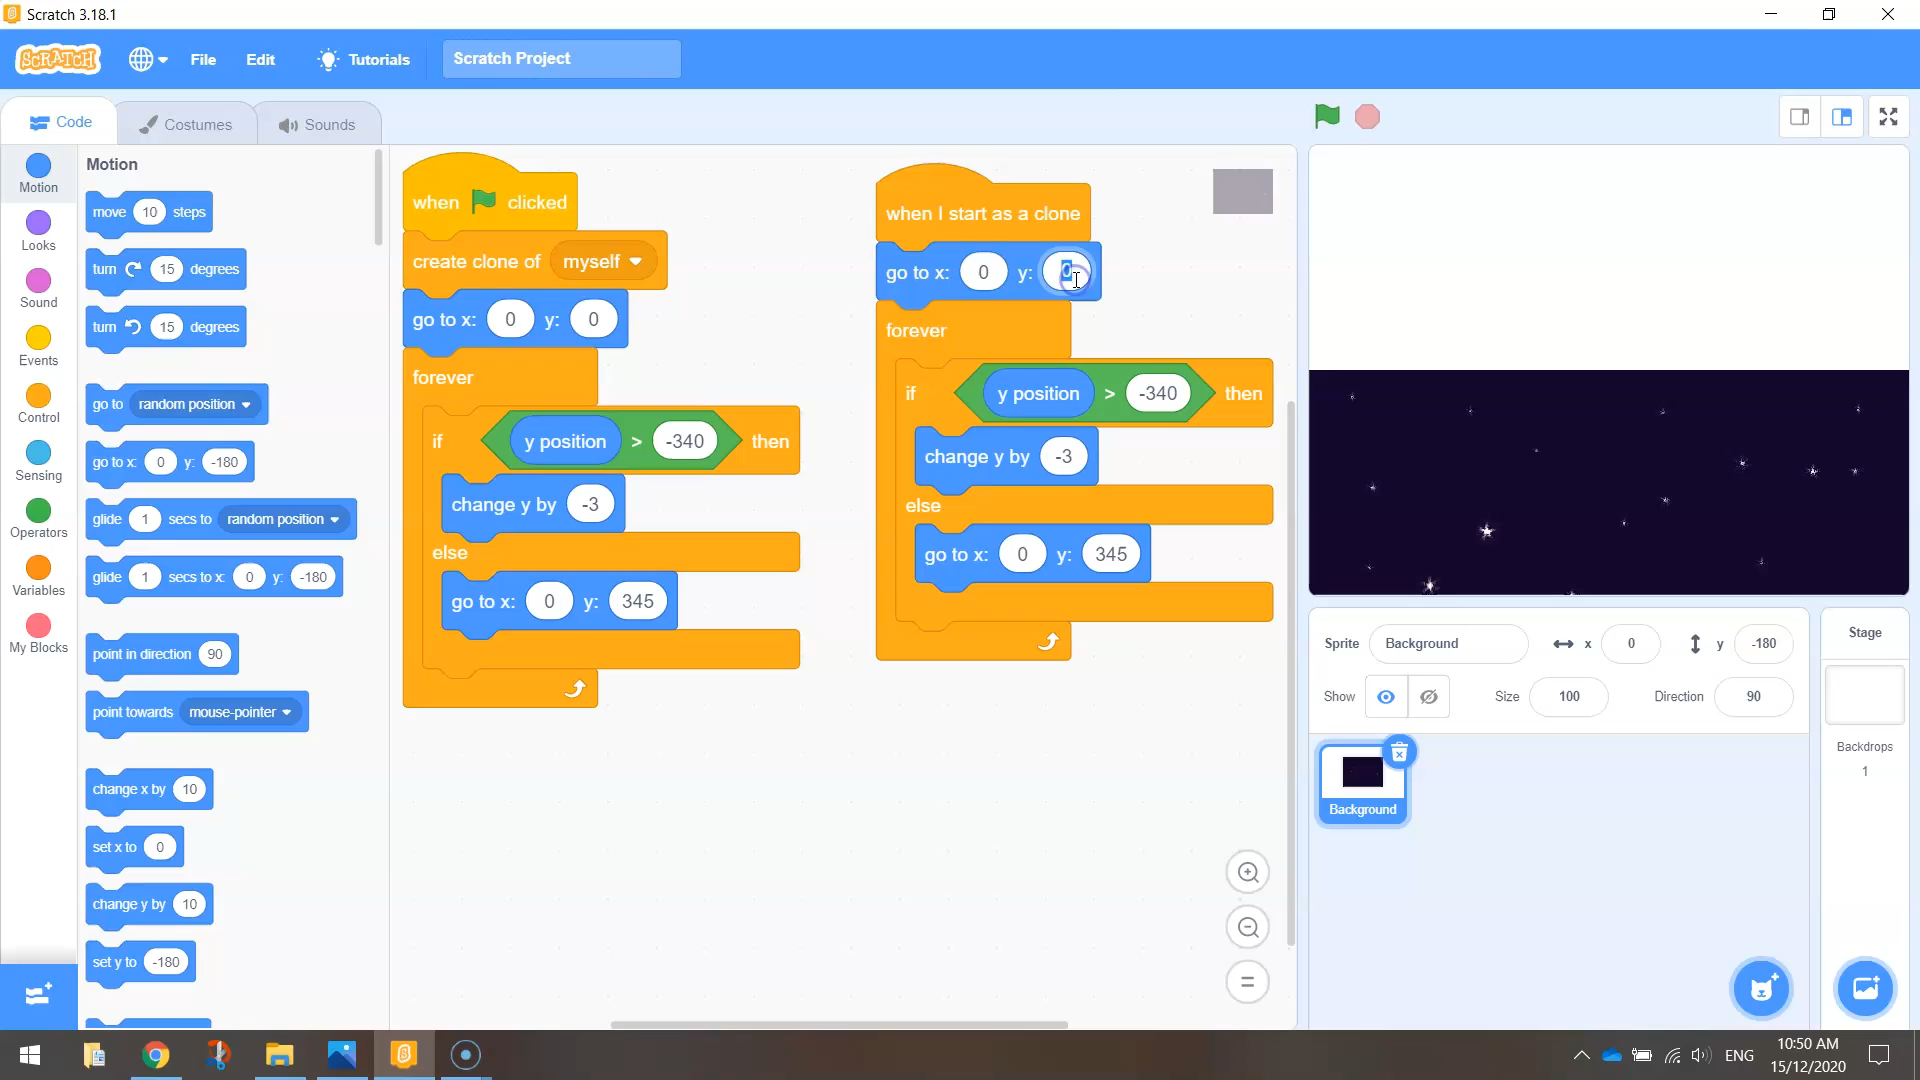 Scratch 3.18.1
SCRATCH
File
Edit
Tutorials
Scratch Project
Code
Costumes
Sounds
Motion
Looks
Sound
Events
Control
Sensing
Operators
Variables
My Blocks
Motion
move 10 steps
turn 15 degrees
turn 15 degrees
go to random position
go to x: 0 y: -180
glide 1 secs to random position
glide 1 secs to x: 0 y: -180
point in direction 90
point towards mouse-pointer
change x by 10
set x to 0
change y by 10
set y to -180
when clicked
create clone of myself
go to x: 0 y: 0
forever
if y position > -340 then
change y by -3
else
go to x: 0 y: 345
when I start as a clone
go to x: 0 y: 0
forever
if y position > -340 then
change y by -3
else
go to x: 0 y: 345
Sprite Background x 0 y -180
Show Size 100 Direction 90
Background
Stage
Backdrops
1
ENG
10:50 AM
15/12/2020